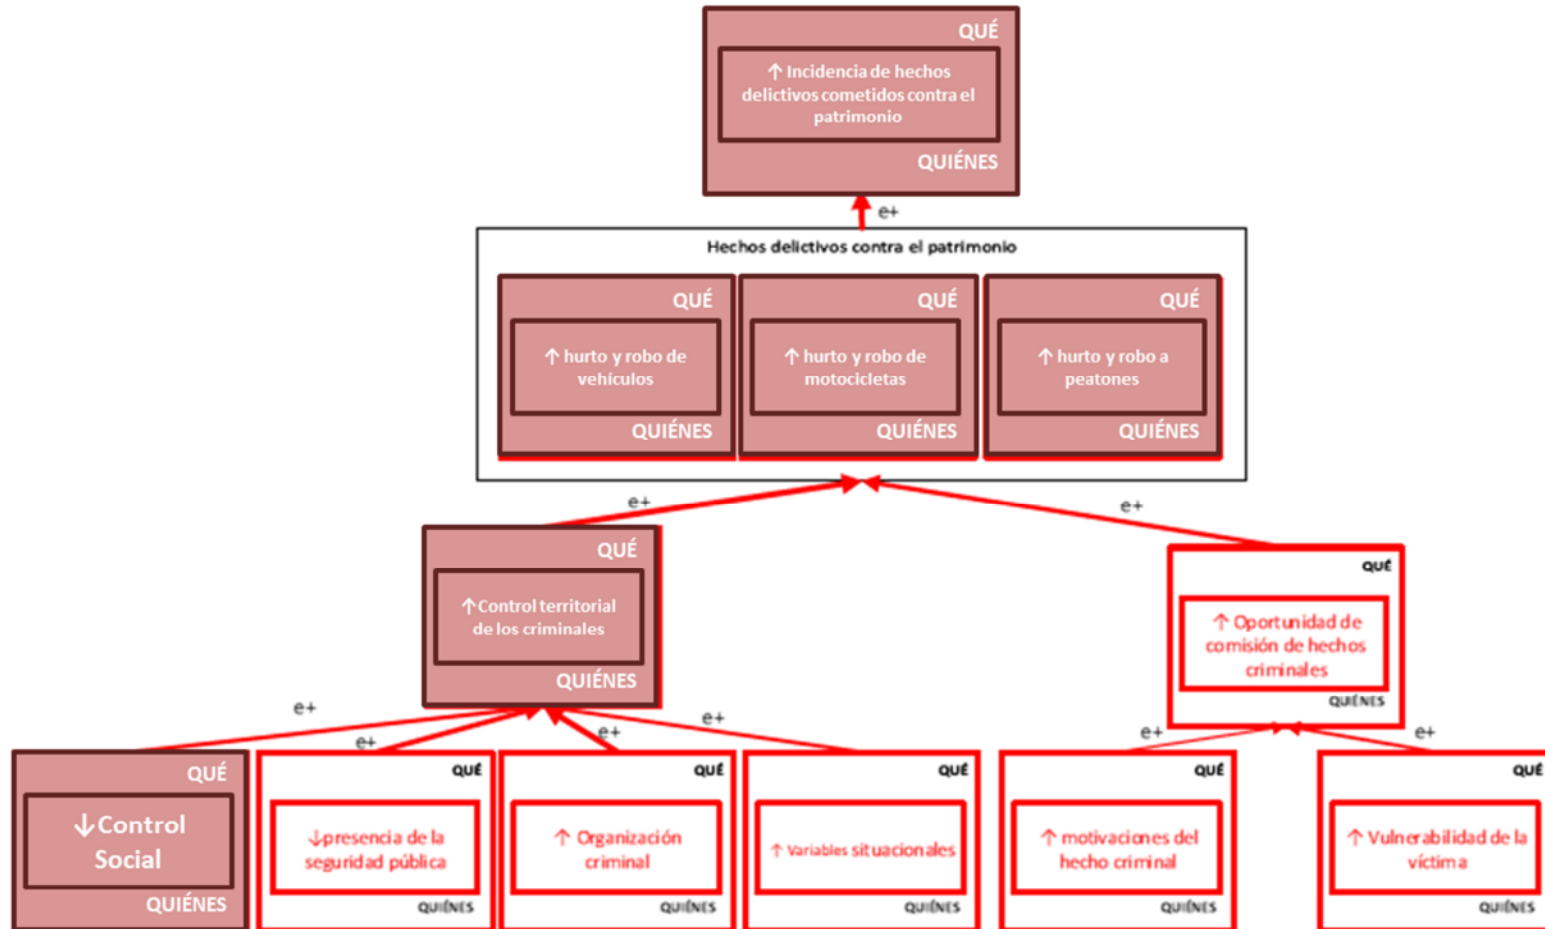 QUÉ
↑ Incidencia de hechos
delictivos cometidos contra el
patrimonio
QUIÉNES
e+
Hechos delictivos contra el patrimonio
QUÉ
↑ hurto y robo de
vehículos
QUIÉNES
QUÉ
↑ hurto y robo de
motocicletas
QUIÉNES
QUÉ
↑ hurto y robo a
peatones
QUIÉNES
e+
e+
QUÉ
↑Control territorial
de los criminales
QUIÉNES
QUÉ
↑ Oportunidad de
comisión de hechos
criminales
QUIÉNES
e+
e+
e+
e+
e+
e+
QUÉ
↓Control
Social
QUIÉNES
QUÉ
↓presencia de la
seguridad pública
QUIÉNES
QUÉ
↑ Organización
criminal
QUIÉNES
QUÉ
↑ Variables situacionales
QUIÉNES
QUÉ
↑ motivaciones del
hecho criminal
QUIÉNES
QUÉ
↑ Vulnerabilidad de la
víctima
QUIÉNES